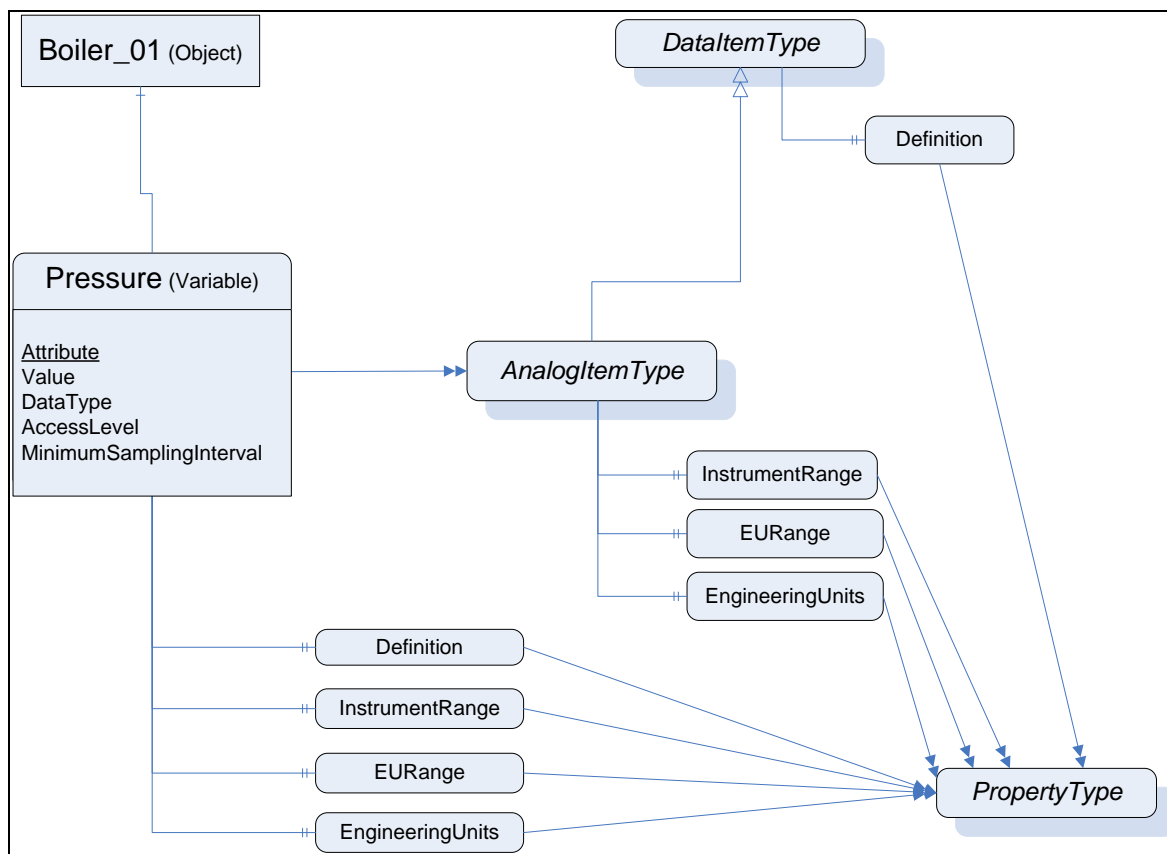 Boiler_01 (Object)
DataItemType
Definition
Pressure (Variable)
Attribute
Value
DataType
AccessLevel
MinimumSamplingInterval
AnalogItemType
InstrumentRange
EURange
EngineeringUnits
Definition
InstrumentRange
EURange
EngineeringUnits
PropertyType